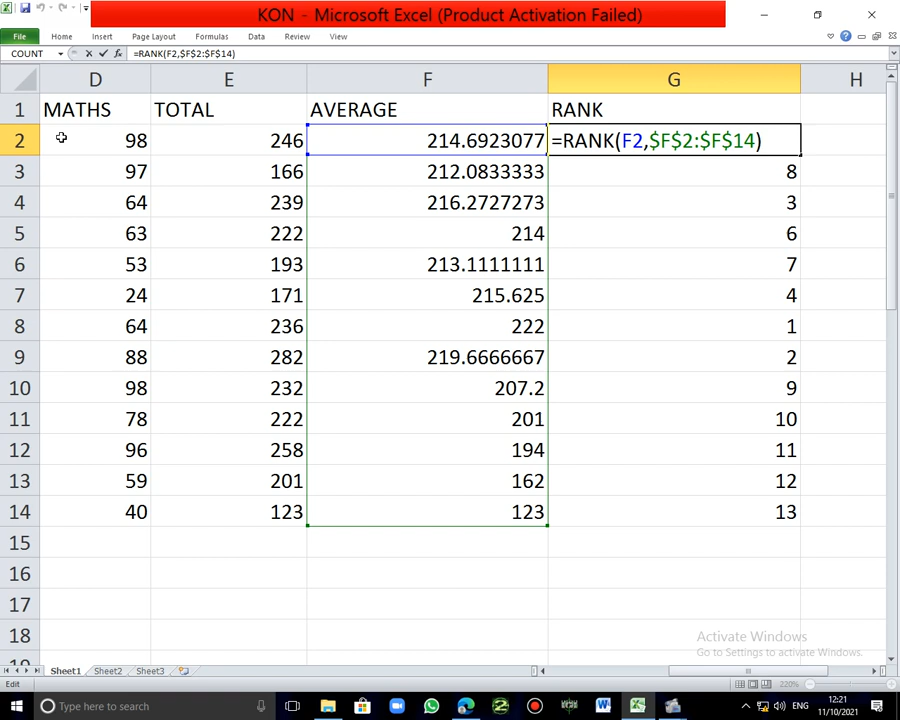 KON - Microsoft Excel (Product Activation Failed)
File Home Insert Page Layout Formulas Data Review View
COUNT =RANK(F2,$F$2:$F$14)
D E F G H
1 MATHS TOTAL AVERAGE RANK
2 98 246 214.6923077 =RANK(F2,$F$2:$F$14)
3 97 166 212.0833333 8
4 64 239 216.2727273 3
5 63 222 214 6
6 53 193 213.1111111 7
7 24 171 215.625 4
8 64 236 222 1
9 88 282 219.6666667 2
10 98 232 207.2 9
11 78 222 201 10
12 96 258 194 11
13 59 201 162 12
14 40 123 123 13
15
16
17
18
Activate Windows
Go to Settings to activate Windows.
Sheet1 Sheet2 Sheet3
Edit 220%
Type here to search
ENG
12:21
11/10/2021